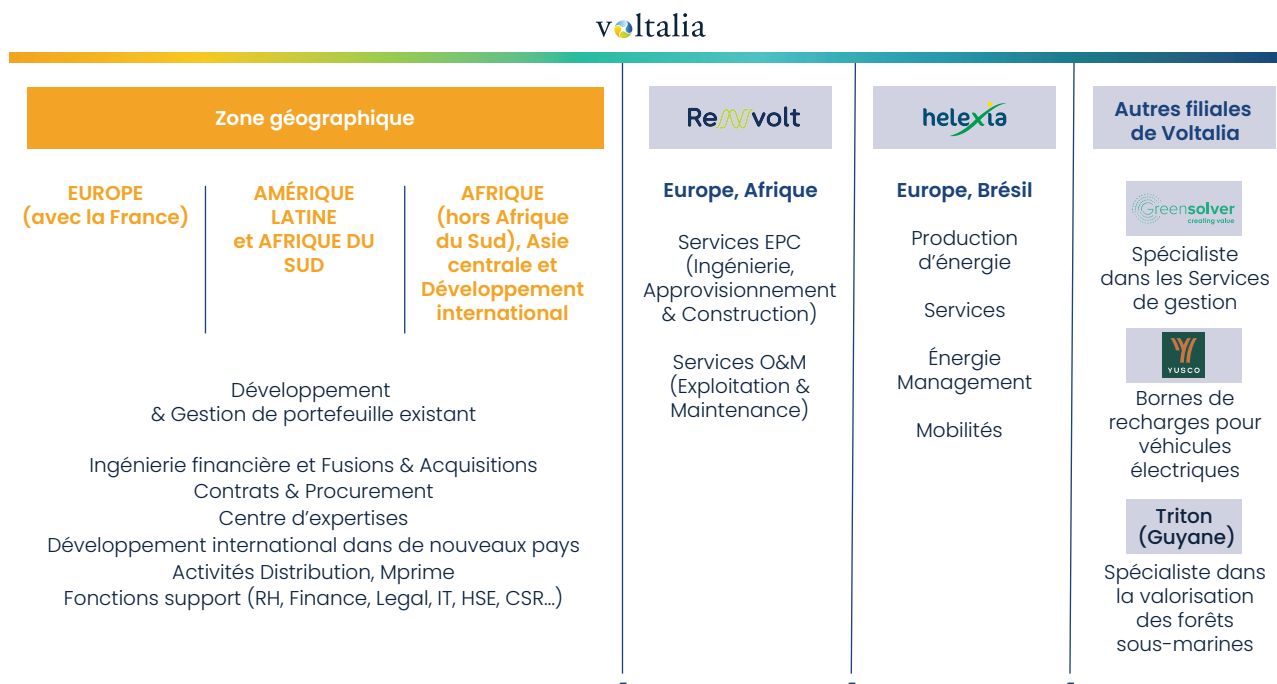 voltalia
Zone géographique
EUROPE
(avec la France)
AMÉRIQUE
LATINE
et AFRIQUE DU
SUD
AFRIQUE
(hors Afrique
du Sud), Asie
centrale et
Développement
international
Développement
& Gestion de portefeuille existant
Ingénierie financière et Fusions & Acquisitions
Contrats & Procurement
Centre d'expertises
Développement international dans de nouveaux pays
Activités Distribution, Mprime
Fonctions support (RH, Finance, Legal, IT, HSE, CSR...)
Renvolt
Europe, Afrique
Services EPC
(Ingénierie,
Approvisionnement
& Construction)
Services O&M
(Exploitation &
Maintenance)
helexia
Europe, Brésil
Production
d'énergie
Services
Énergie
Management
Mobilités
Autres filiales
de Voltalia
Greensolver
creating value
Spécialiste
dans les Services
de gestion
YUSCO
Bornes de
recharges pour
véhicules
électriques
Triton
(Guyane)
Spécialiste dans
la valorisation
des forêts
sous-marines